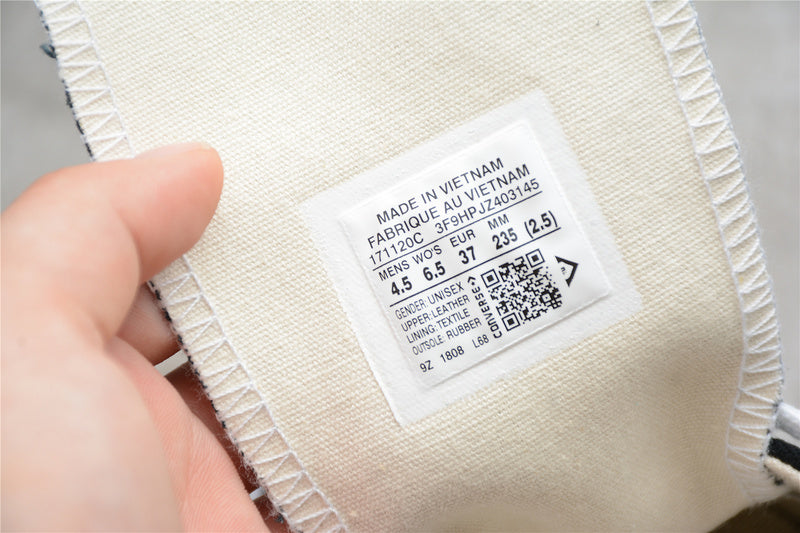 MADE IN VIETNAM
FABRIQUE AU VIETNAM
171120C 3F9HPJZ403145
MENS WO'S EUR MM
4.5 6.5 37 235 (2.5)
GENDER: UNISEX
UPPER: LEATHER
LINING: TEXTILE
OUTSOLE: RUBBER
9Z 1808 L68
CONVERSE